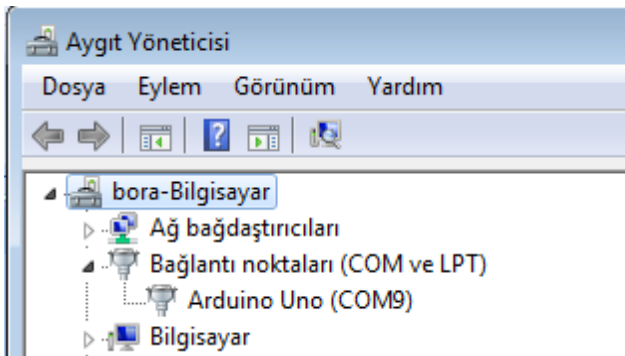 Aygıt Yöneticisi
Dosya Eylem Görünüm Yardım
bora-Bilgisayar
Ağ bağdaştırıcıları
Bağlantı noktaları (COM ve LPT)
Arduino Uno (COM9)
Bilgisayar